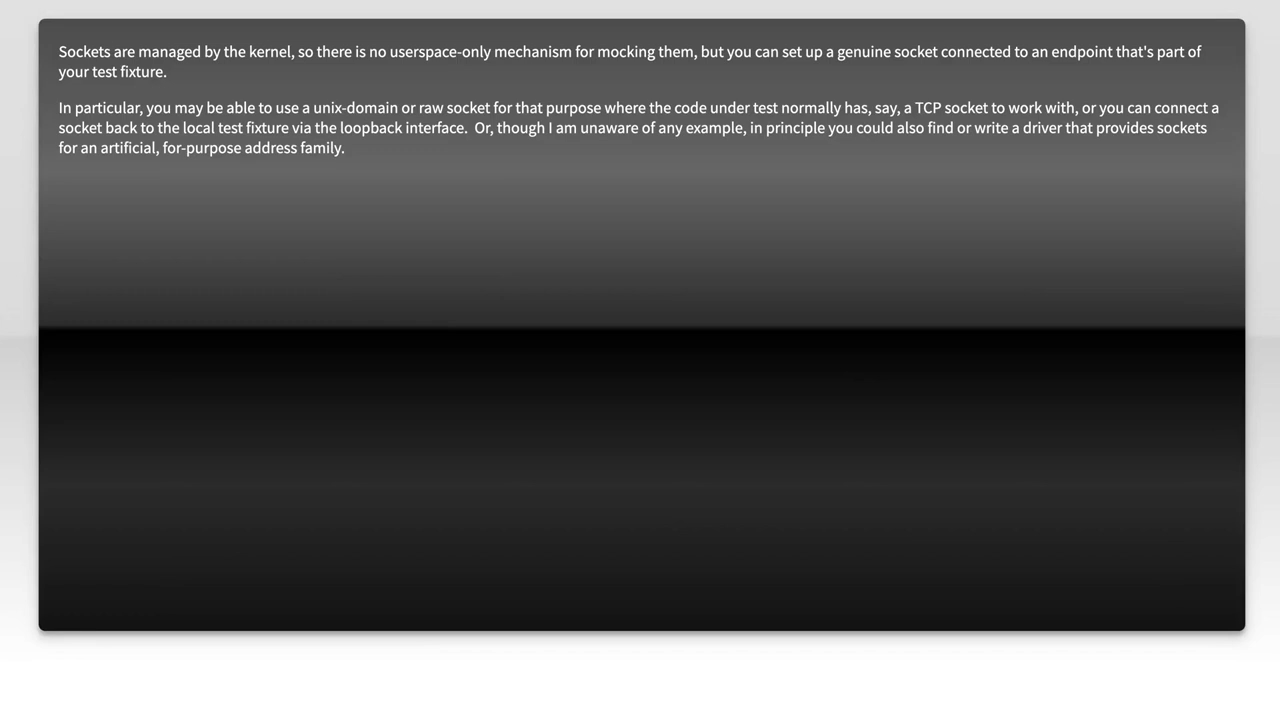 Sockets are managed by the kernel, so there is no userspace-only mechanism for mocking them, but you can set up a genuine socket connected to an endpoint that's part of
your test fixture.
In particular, you may be able to use a unix-domain or raw socket for that purpose where the code under test normally has, say, a TCP socket to work with, or you can connect a
socket back to the local test fixture via the loopback interface.  Or, though I am unaware of any example, in principle you could also find or write a driver that provides sockets
for an artificial, for-purpose address family.